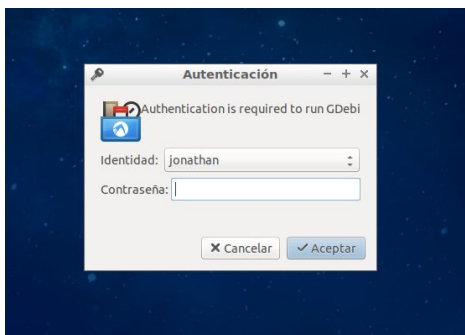 Autenticación
Authentication is required to run GDebi
Identidad: jonathan
Contraseña:
Cancelar Aceptar